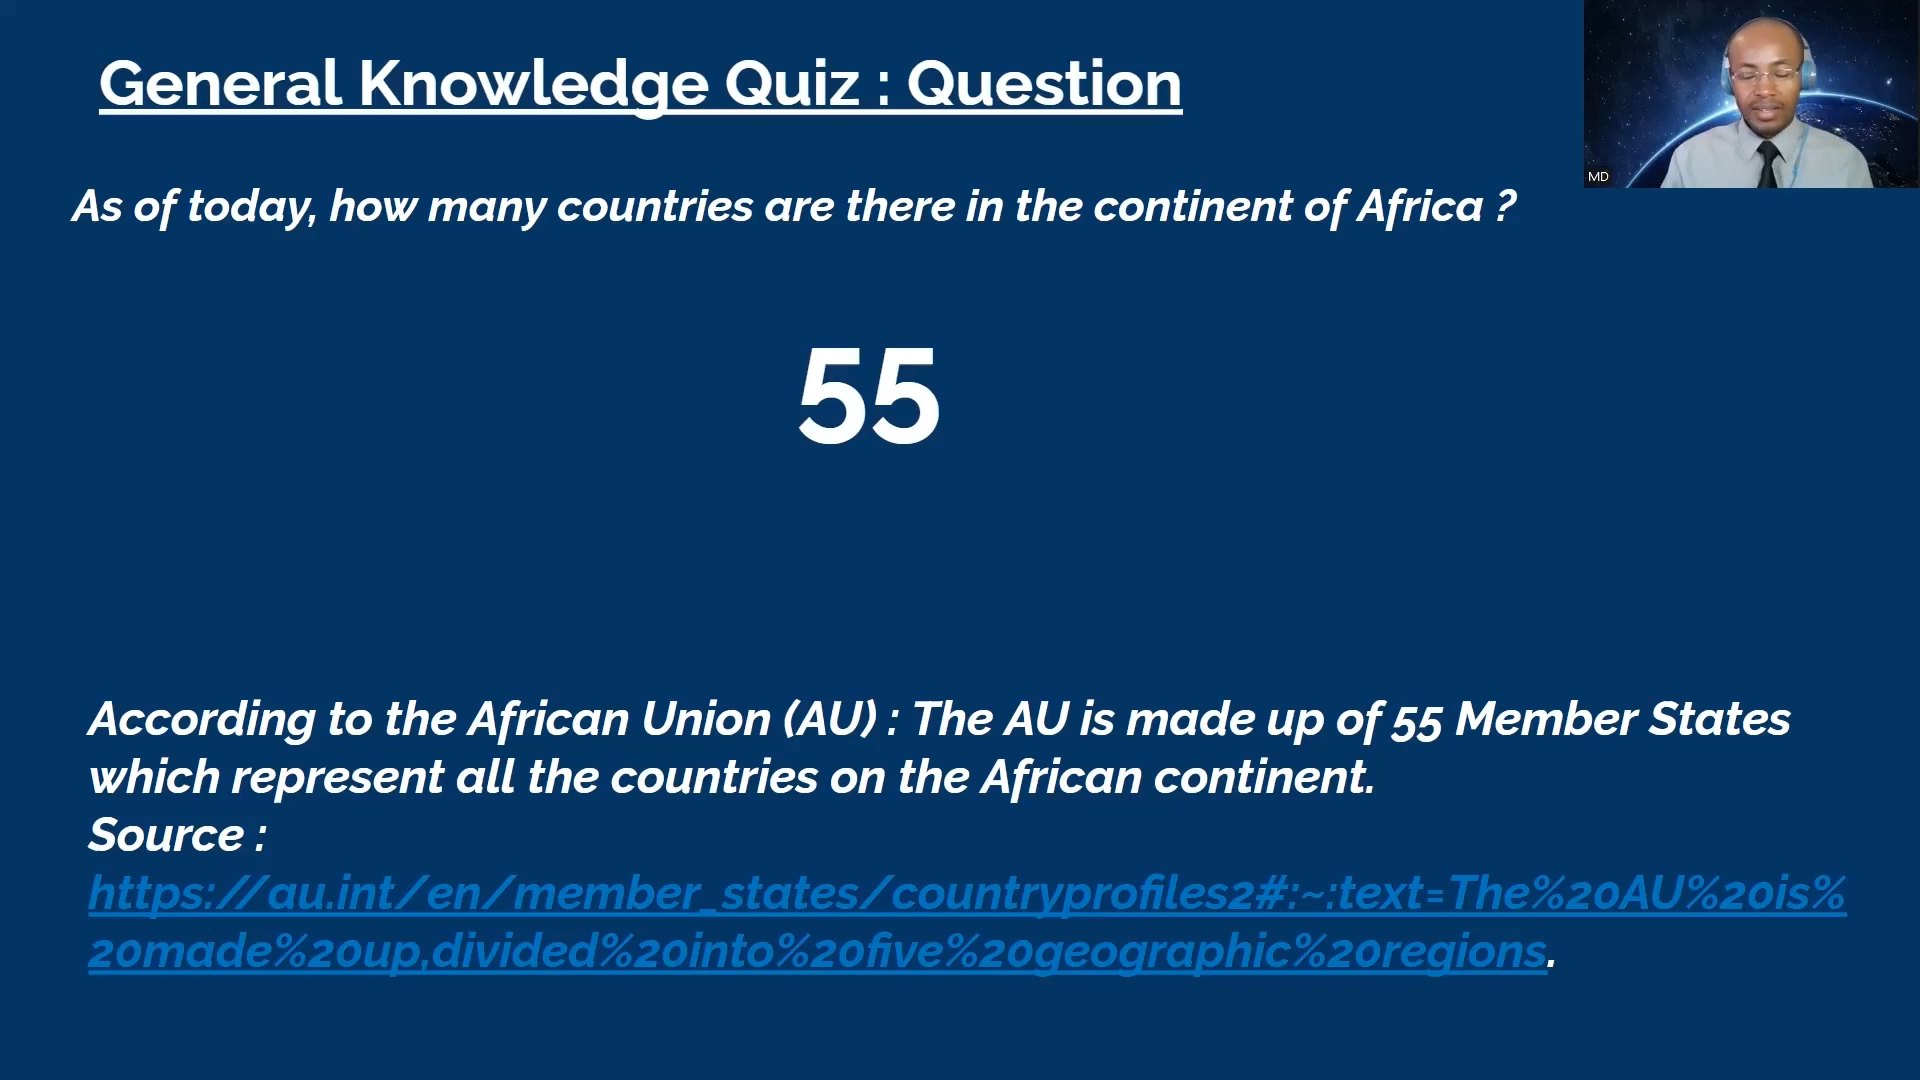 General Knowledge Quiz : Question
MD
As of today, how many countries are there in the continent of Africa ?
55
According to the African Union (AU) : The AU is made up of 55 Member States
which represent all the countries on the African continent.
Source :
https://au.int/en/member_states/countryprofiles2#:~:text=The%20AU%20is%
20made%20up,divided%20into%20five%20geographic%20regions.